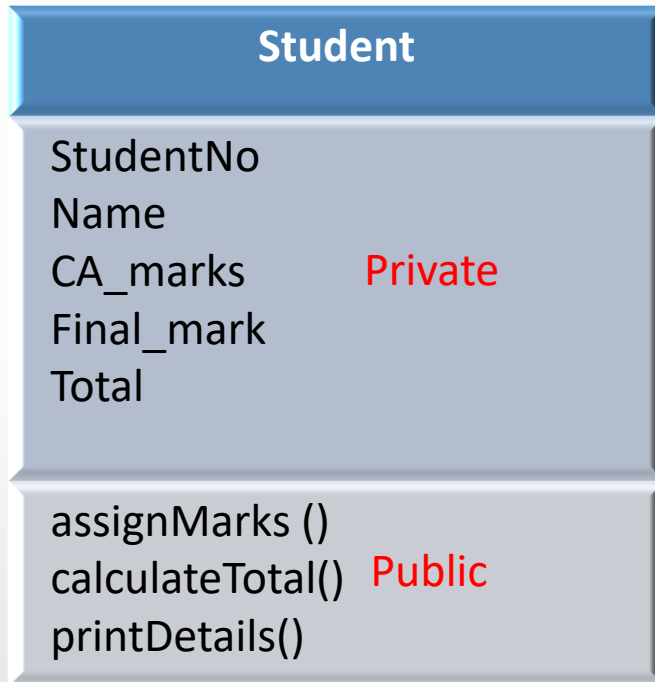 Student
StudentNo
Name
CA_marks Private
Final_mark
Total
assignMarks ()
calculateTotal() Public
printDetails()